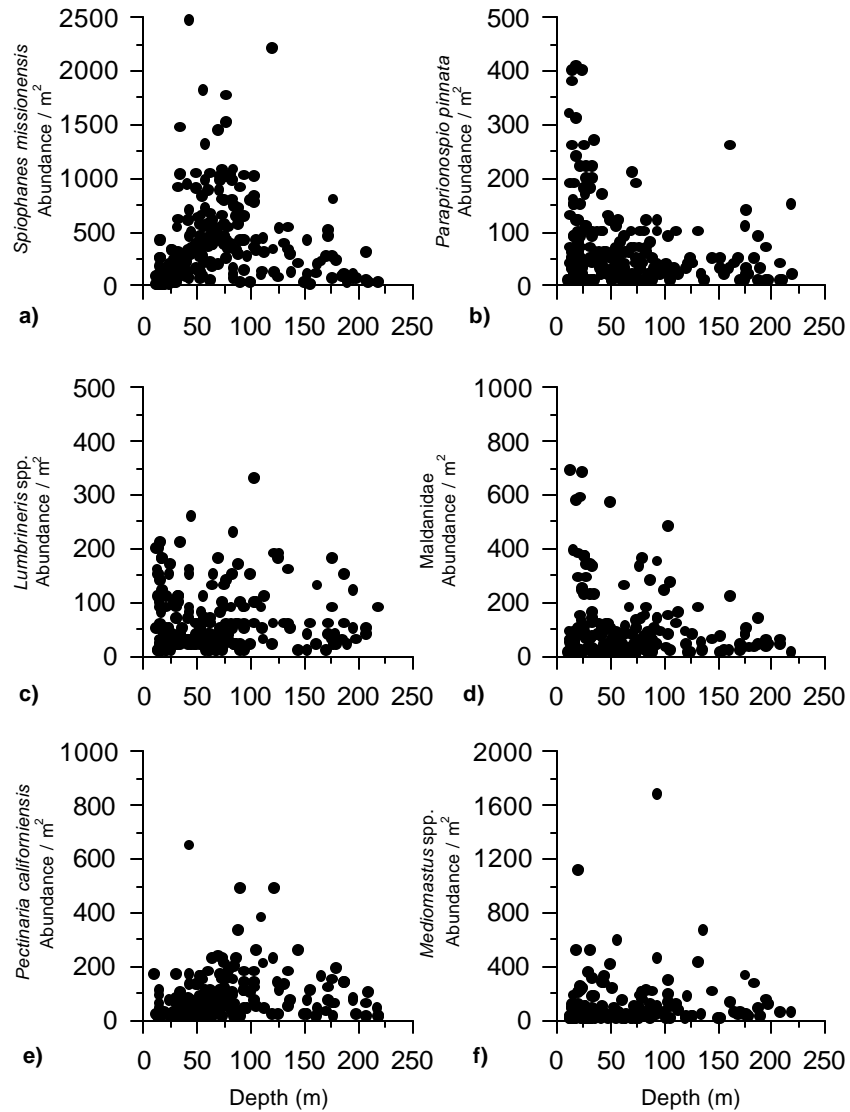 Spiophanes missionensis
Abundance / m²
2500
2000
1500
1000
500
0
0 50 100 150 200 250
a)
Paraprionospio pinnata
Abundance / m²
500
400
300
200
100
0
0 50 100 150 200 250
b)
Lumbrineris spp.
Abundance / m²
500
400
300
200
100
0
0 50 100 150 200 250
c)
Maldanidae
Abundance / m²
1000
800
600
400
200
0
0 50 100 150 200 250
d)
Pectinaria californiensis
Abundance / m²
1000
800
600
400
200
0
0 50 100 150 200 250
e)
Depth (m)
Mediomastus spp.
Abundance / m²
2000
1600
1200
800
400
0
0 50 100 150 200 250
f)
Depth (m)